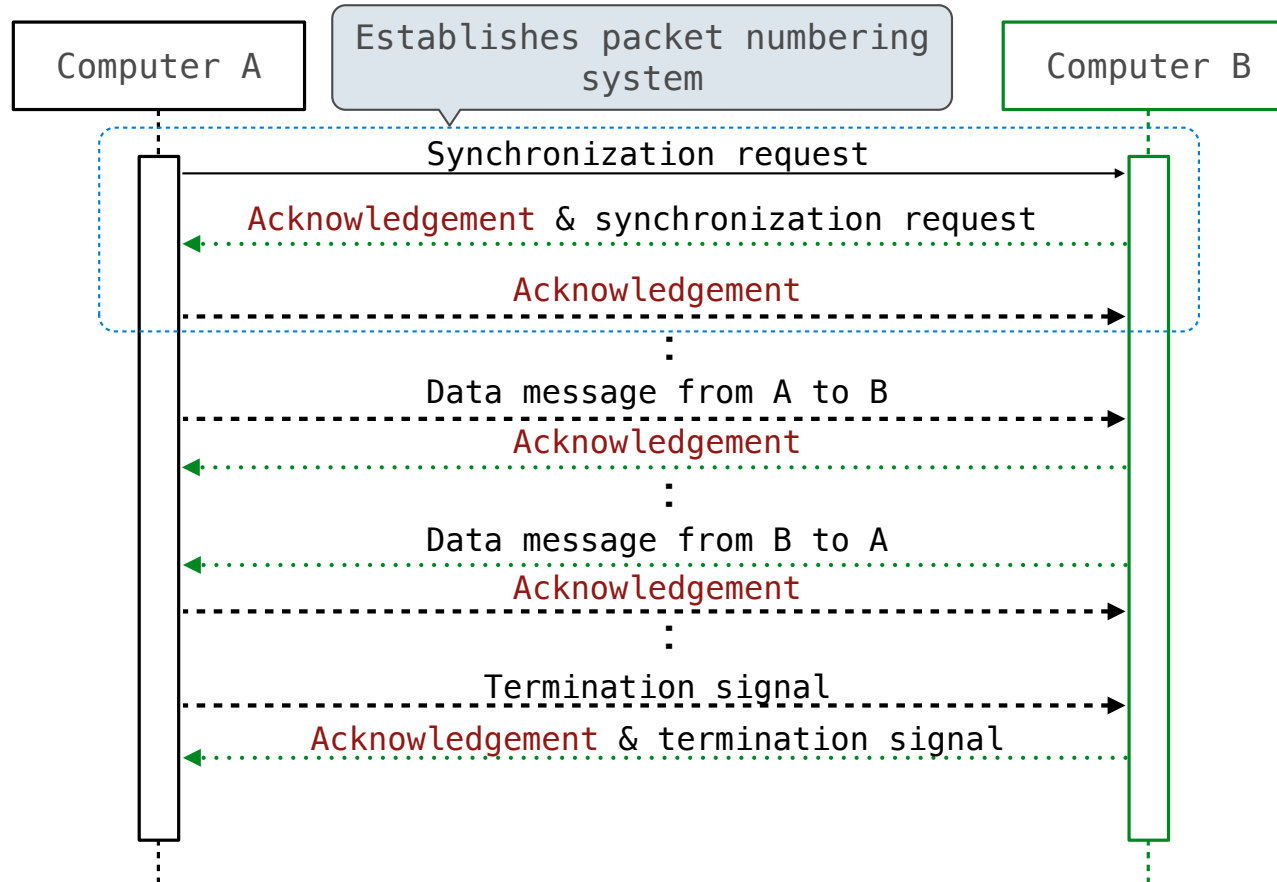 Establishes packet numbering
system
Computer A
Computer B
Synchronization request
Acknowledgement & synchronization request
Acknowledgement
:
Data message from A to B
Acknowledgement
:
Data message from B to A
Acknowledgement
:
Termination signal
Acknowledgement & termination signal